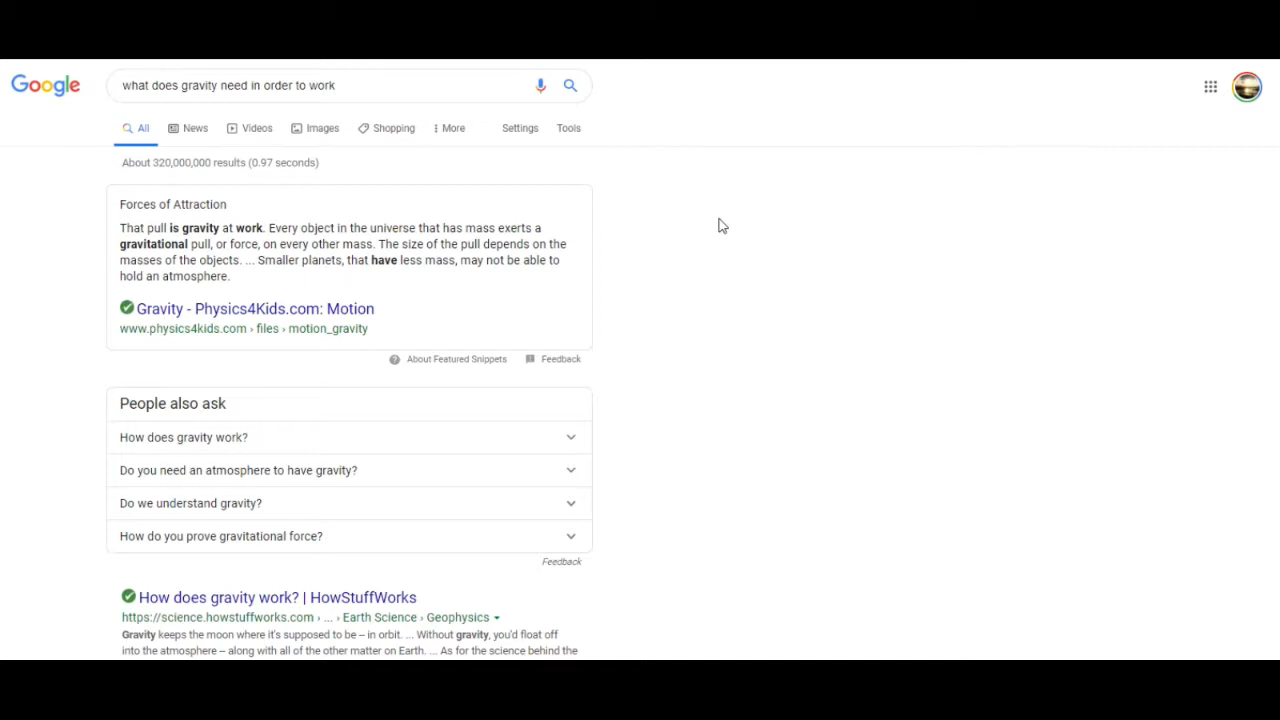 Google
what does gravity need in order to work
All News Videos Images Shopping More Settings Tools
About 320,000,000 results (0.97 seconds)
Forces of Attraction
That pull is gravity at work. Every object in the universe that has mass exerts a
gravitational pull, or force, on every other mass. The size of the pull depends on the
masses of the objects. ... Smaller planets, that have less mass, may not be able to
hold an atmosphere.
Gravity - Physics4Kids.com: Motion
www.physics4kids.com › files › motion_gravity
About Featured Snippets Feedback
People also ask
How does gravity work?
Do you need an atmosphere to have gravity?
Do we understand gravity?
How do you prove gravitational force?
Feedback
How does gravity work? | HowStuffWorks
https://science.howstuffworks.com › ... › Earth Science › Geophysics
Gravity keeps the moon where it's supposed to be – in orbit. ... Without gravity, you'd float off
into the atmosphere – along with all of the other matter on Earth. ... As for the science behind the